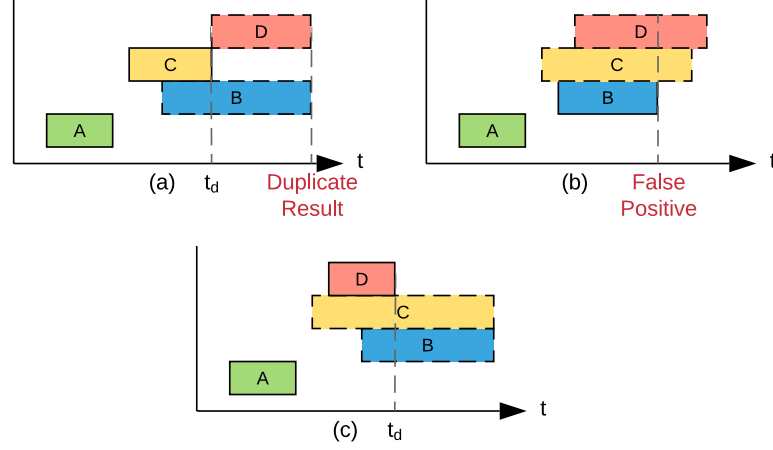 D
C
B
A
t
(a)
t_d
Duplicate
Result
D
C
B
A
t
(b)
False
Positive
D
C
B
A
t
(c)
t_d